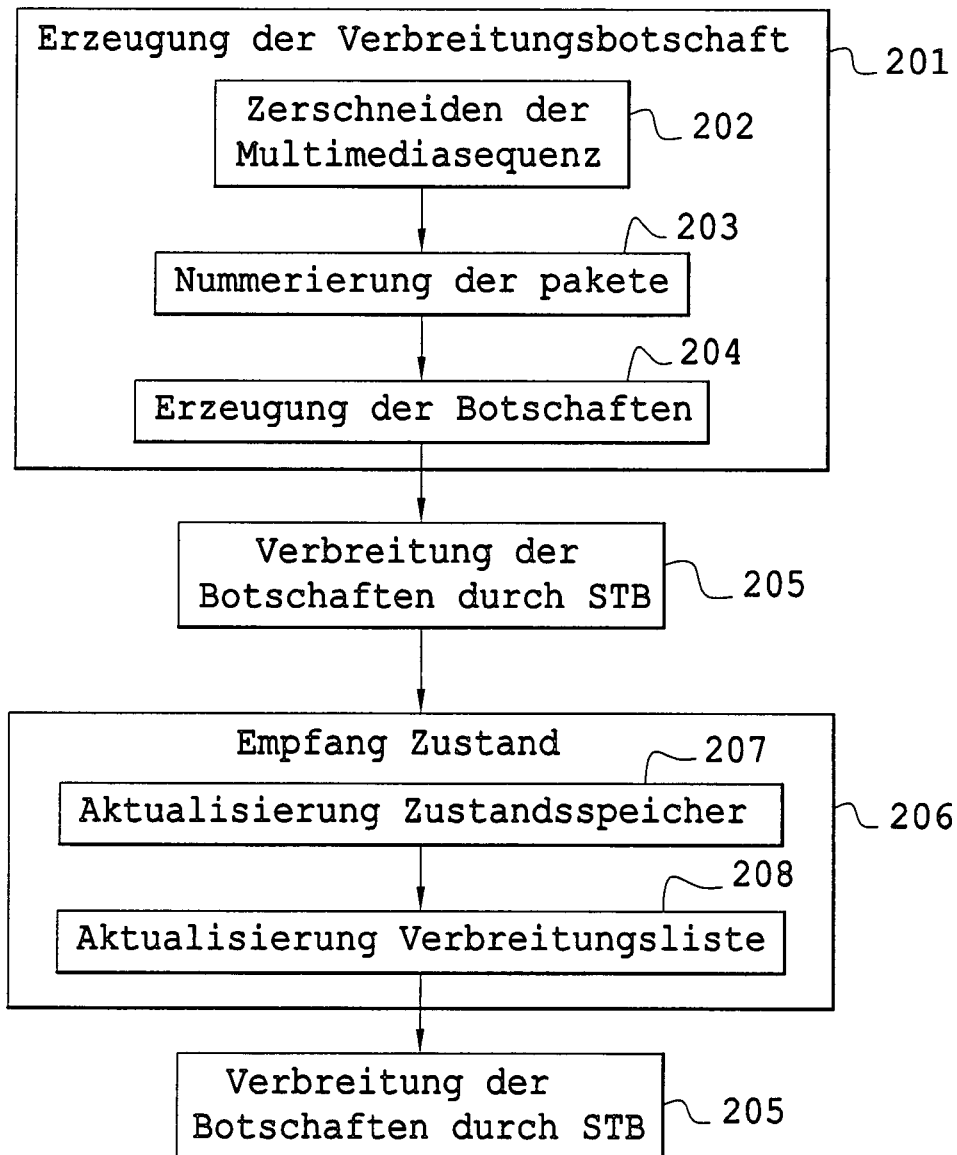 Erzeugung der Verbreitungsbotschaft
201
Zerschneiden der
Multimediasequenz
202
203
Nummerierung der pakete
204
Erzeugung der Botschaften
Verbreitung der
Botschaften durch STB
205
Empfang Zustand
207
Aktualisierung Zustandsspeicher
206
208
Aktualisierung Verbreitungsliste
Verbreitung der
Botschaften durch STB
205